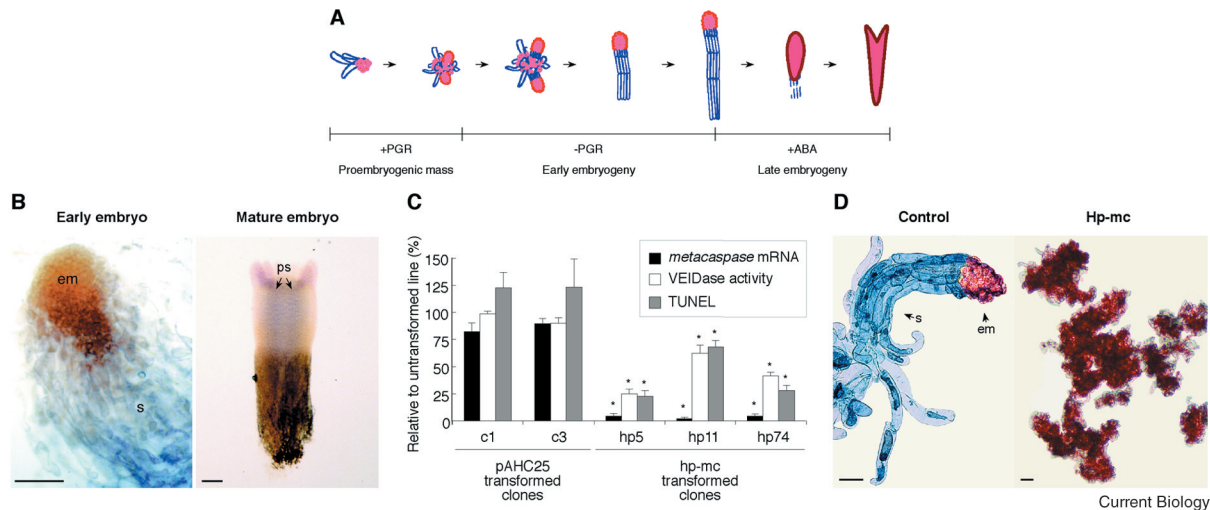 A
+PGR
-PGR
+ABA
Proembryogenic mass
Early embryogeny
Late embryogeny
B
Early embryo
Mature embryo
em
s
ps
C
Relative to untransformed line (%)
150
125
100
75
50
25
0
metacaspase mRNA
VEIDase activity
TUNEL
*
*
*
*
*
*
*
*
*
c1
c3
hp5
hp11
hp74
pAHC25
transformed
clones
hp-mc
transformed
clones
D
Control
Hp-mc
s
em
Current Biology